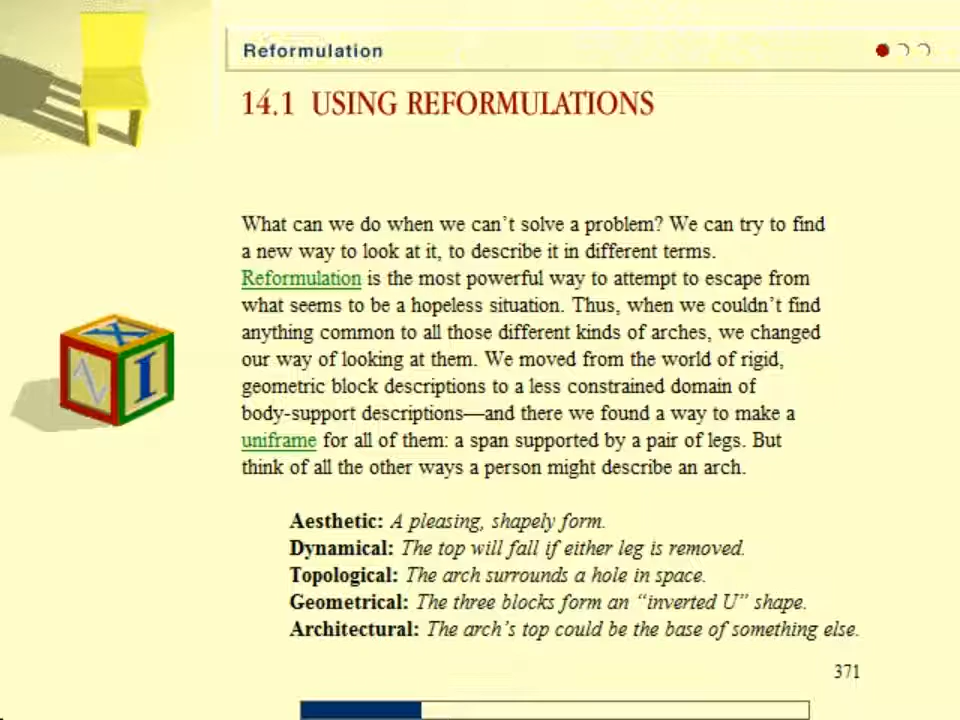 Reformulation
14.1 USING REFORMULATIONS
What can we do when we can't solve a problem? We can try to find
a new way to look at it, to describe it in different terms.
Reformulation is the most powerful way to attempt to escape from
what seems to be a hopeless situation. Thus, when we couldn't find
anything common to all those different kinds of arches, we changed
our way of looking at them. We moved from the world of rigid,
geometric block descriptions to a less constrained domain of
body-support descriptions—and there we found a way to make a
uniframe for all of them: a span supported by a pair of legs. But
think of all the other ways a person might describe an arch.
Aesthetic: A pleasing, shapely form.
Dynamical: The top will fall if either leg is removed.
Topological: The arch surrounds a hole in space.
Geometrical: The three blocks form an “inverted U” shape.
Architectural: The arch's top could be the base of something else.
X
I
371